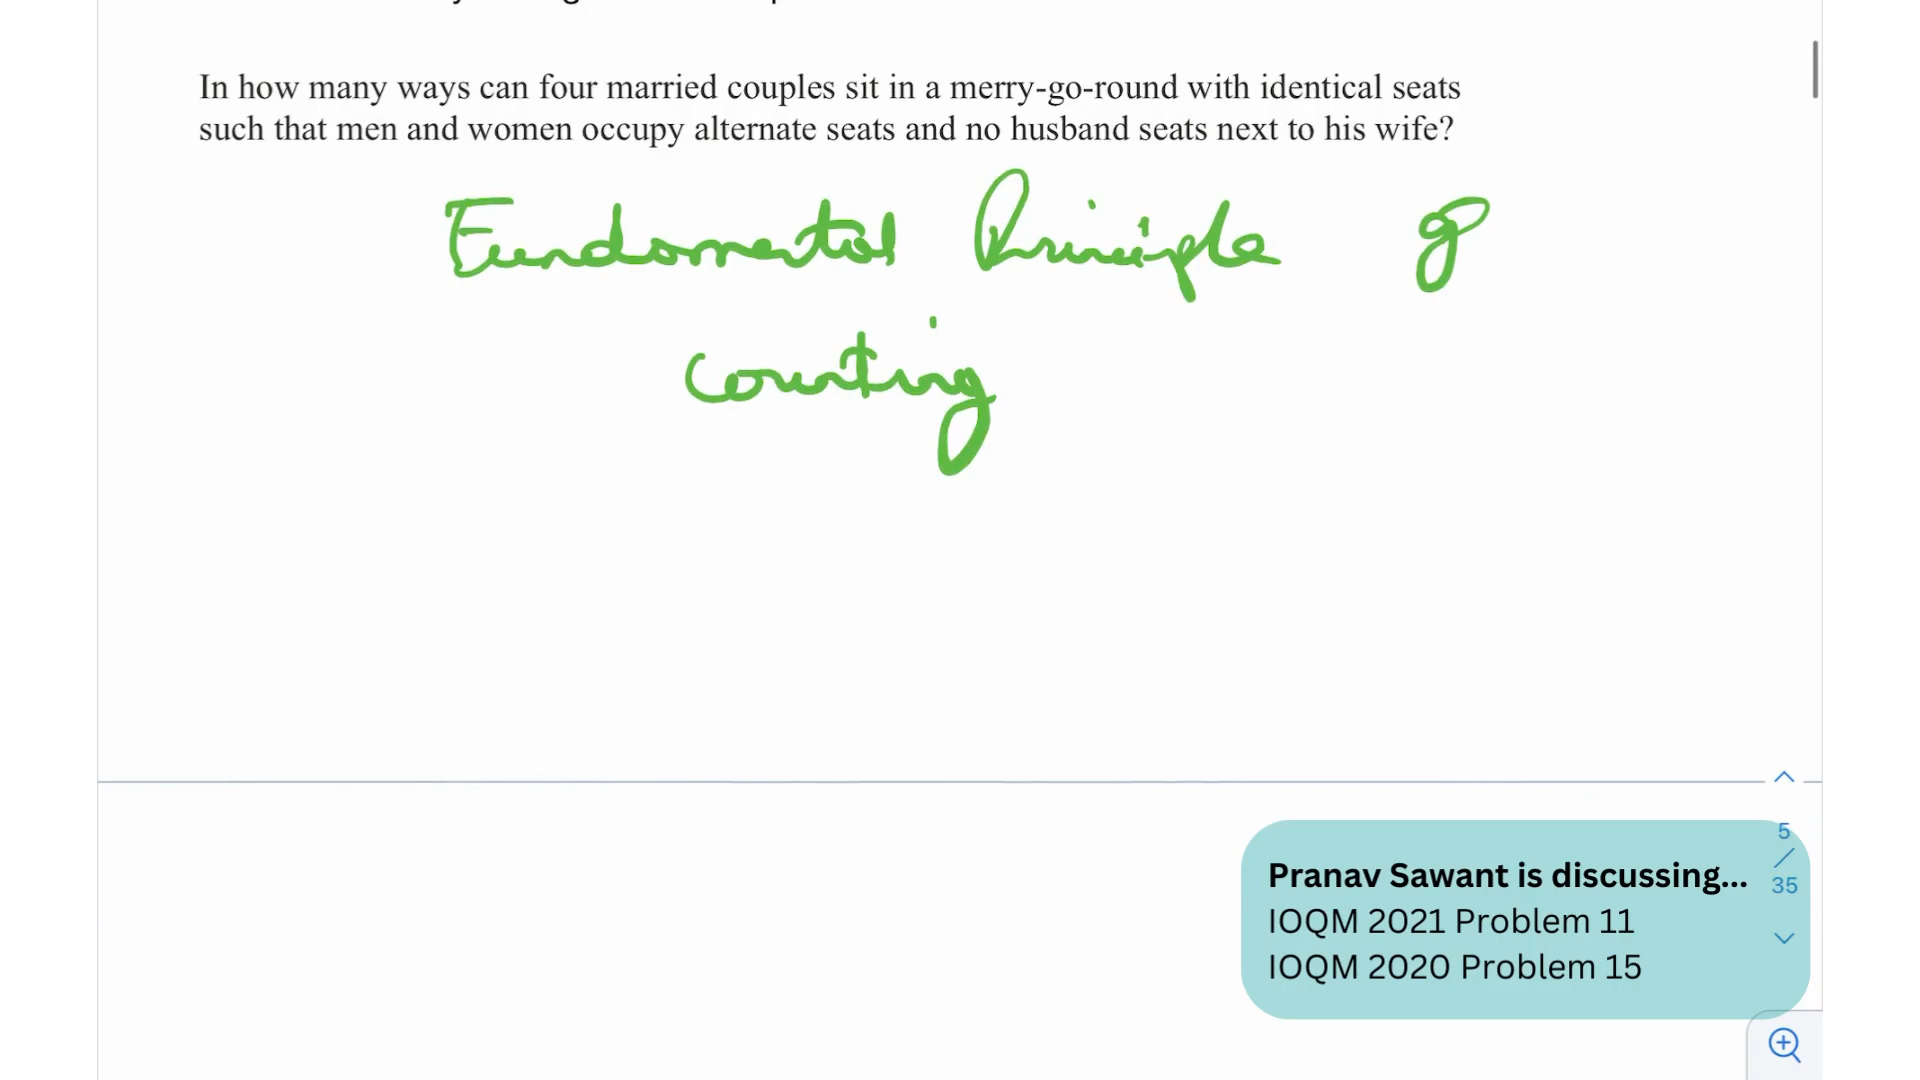 In how many ways can four married couples sit in a merry-go-round with identical seats
such that men and women occupy alternate seats and no husband seats next to his wife?
Fundamental Principle of
counting
5
/
35
Pranav Sawant is discussing...
IOQM 2021 Problem 11
IOQM 2020 Problem 15